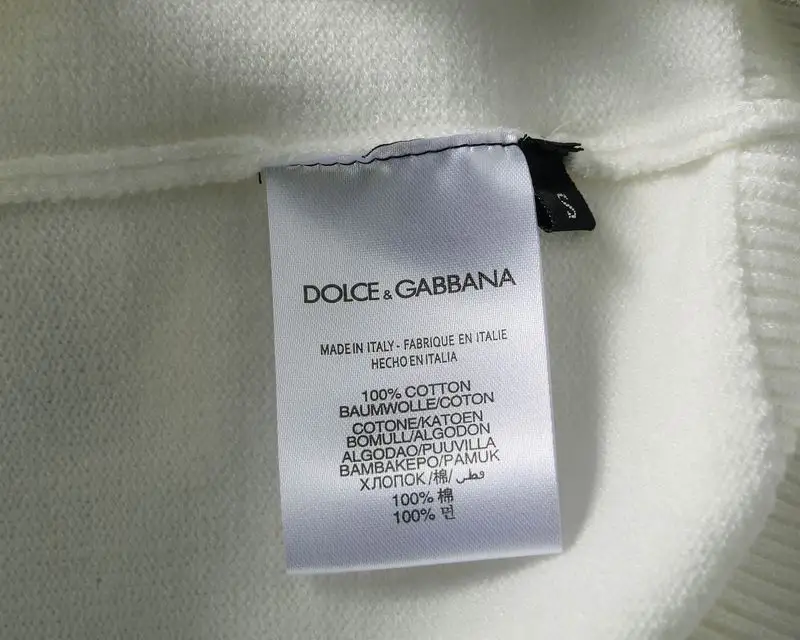 DOLCE & GABBANA
MADE IN ITALY - FABRIQUE EN ITALIE
HECHO EN ITALIA
100% COTTON
BAUMWOLLE/COTON
COTONE/KATOEN
BOMULL/ALGODON
ALGODAO/PUUVILLA
BAMBAKEPO/PAMUK
ХЛОПОК/棉/قطن
100% 棉
100% 면